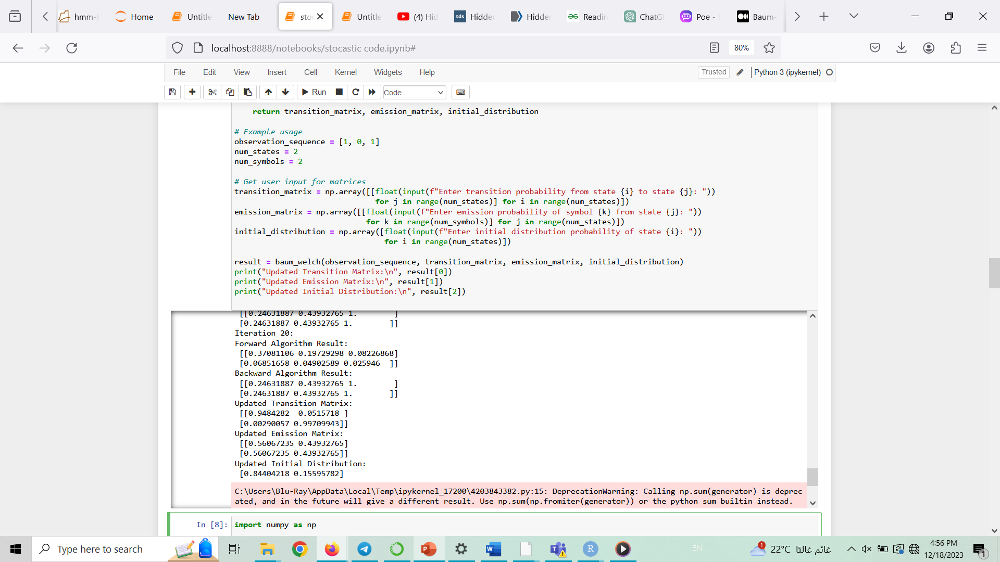 hmm-
Home
Untitle
New Tab
sto
Untitle
(4) Hid
tds Hidde
Hidde
Readin
ChatG
Poe -
Baum-
localhost:8888/notebooks/stocastic code.ipynb#
80%
File Edit View Insert Cell Kernel Widgets Help
Trusted
Python 3 (ipykernel)
Run
Code
    return transition_matrix, emission_matrix, initial_distribution
# Example usage
observation_sequence = [1, 0, 1]
num_states = 2
num_symbols = 2
# Get user input for matrices
transition_matrix = np.array([[float(input(f"Enter transition probability from state {i} to state {j}: "))
                               for j in range(num_states)] for i in range(num_states)])
emission_matrix = np.array([[float(input(f"Enter emission probability of symbol {k} from state {j}: "))
                             for k in range(num_symbols)] for j in range(num_states)])
initial_distribution = np.array([float(input(f"Enter initial distribution probability of state {i}: "))
                                 for i in range(num_states)])
result = baum_welch(observation_sequence, transition_matrix, emission_matrix, initial_distribution)
print("Updated Transition Matrix:\n", result[0])
print("Updated Emission Matrix:\n", result[1])
print("Updated Initial Distribution:\n", result[2])
[[0.24631887 0.43932765 1.         ]
 [0.24631887 0.43932765 1.        ]]
Iteration 20:
Forward Algorithm Result:
 [[0.37081106 0.19729298 0.08226868]
 [0.06851658 0.04902589 0.025946  ]]
Backward Algorithm Result:
 [[0.24631887 0.43932765 1.        ]
 [0.24631887 0.43932765 1.        ]]
Updated Transition Matrix:
 [[0.9484282  0.0515718 ]
 [0.00290057 0.99709943]]
Updated Emission Matrix:
 [[0.56067235 0.43932765]
 [0.56067235 0.43932765]]
Updated Initial Distribution:
 [0.84404218 0.15595782]
C:\Users\Blu-Ray\AppData\Local\Temp\ipykernel_17200\4203843382.py:15: DeprecationWarning: Calling np.sum(generator) is deprec
ated, and in the future will give a different result. Use np.sum(np.fromiter(generator)) or the python sum builtin instead.
In [8]: import numpy as np
Type here to search
EN
1
22°C غائم غالبًا
4:56 PM
12/18/2023
1